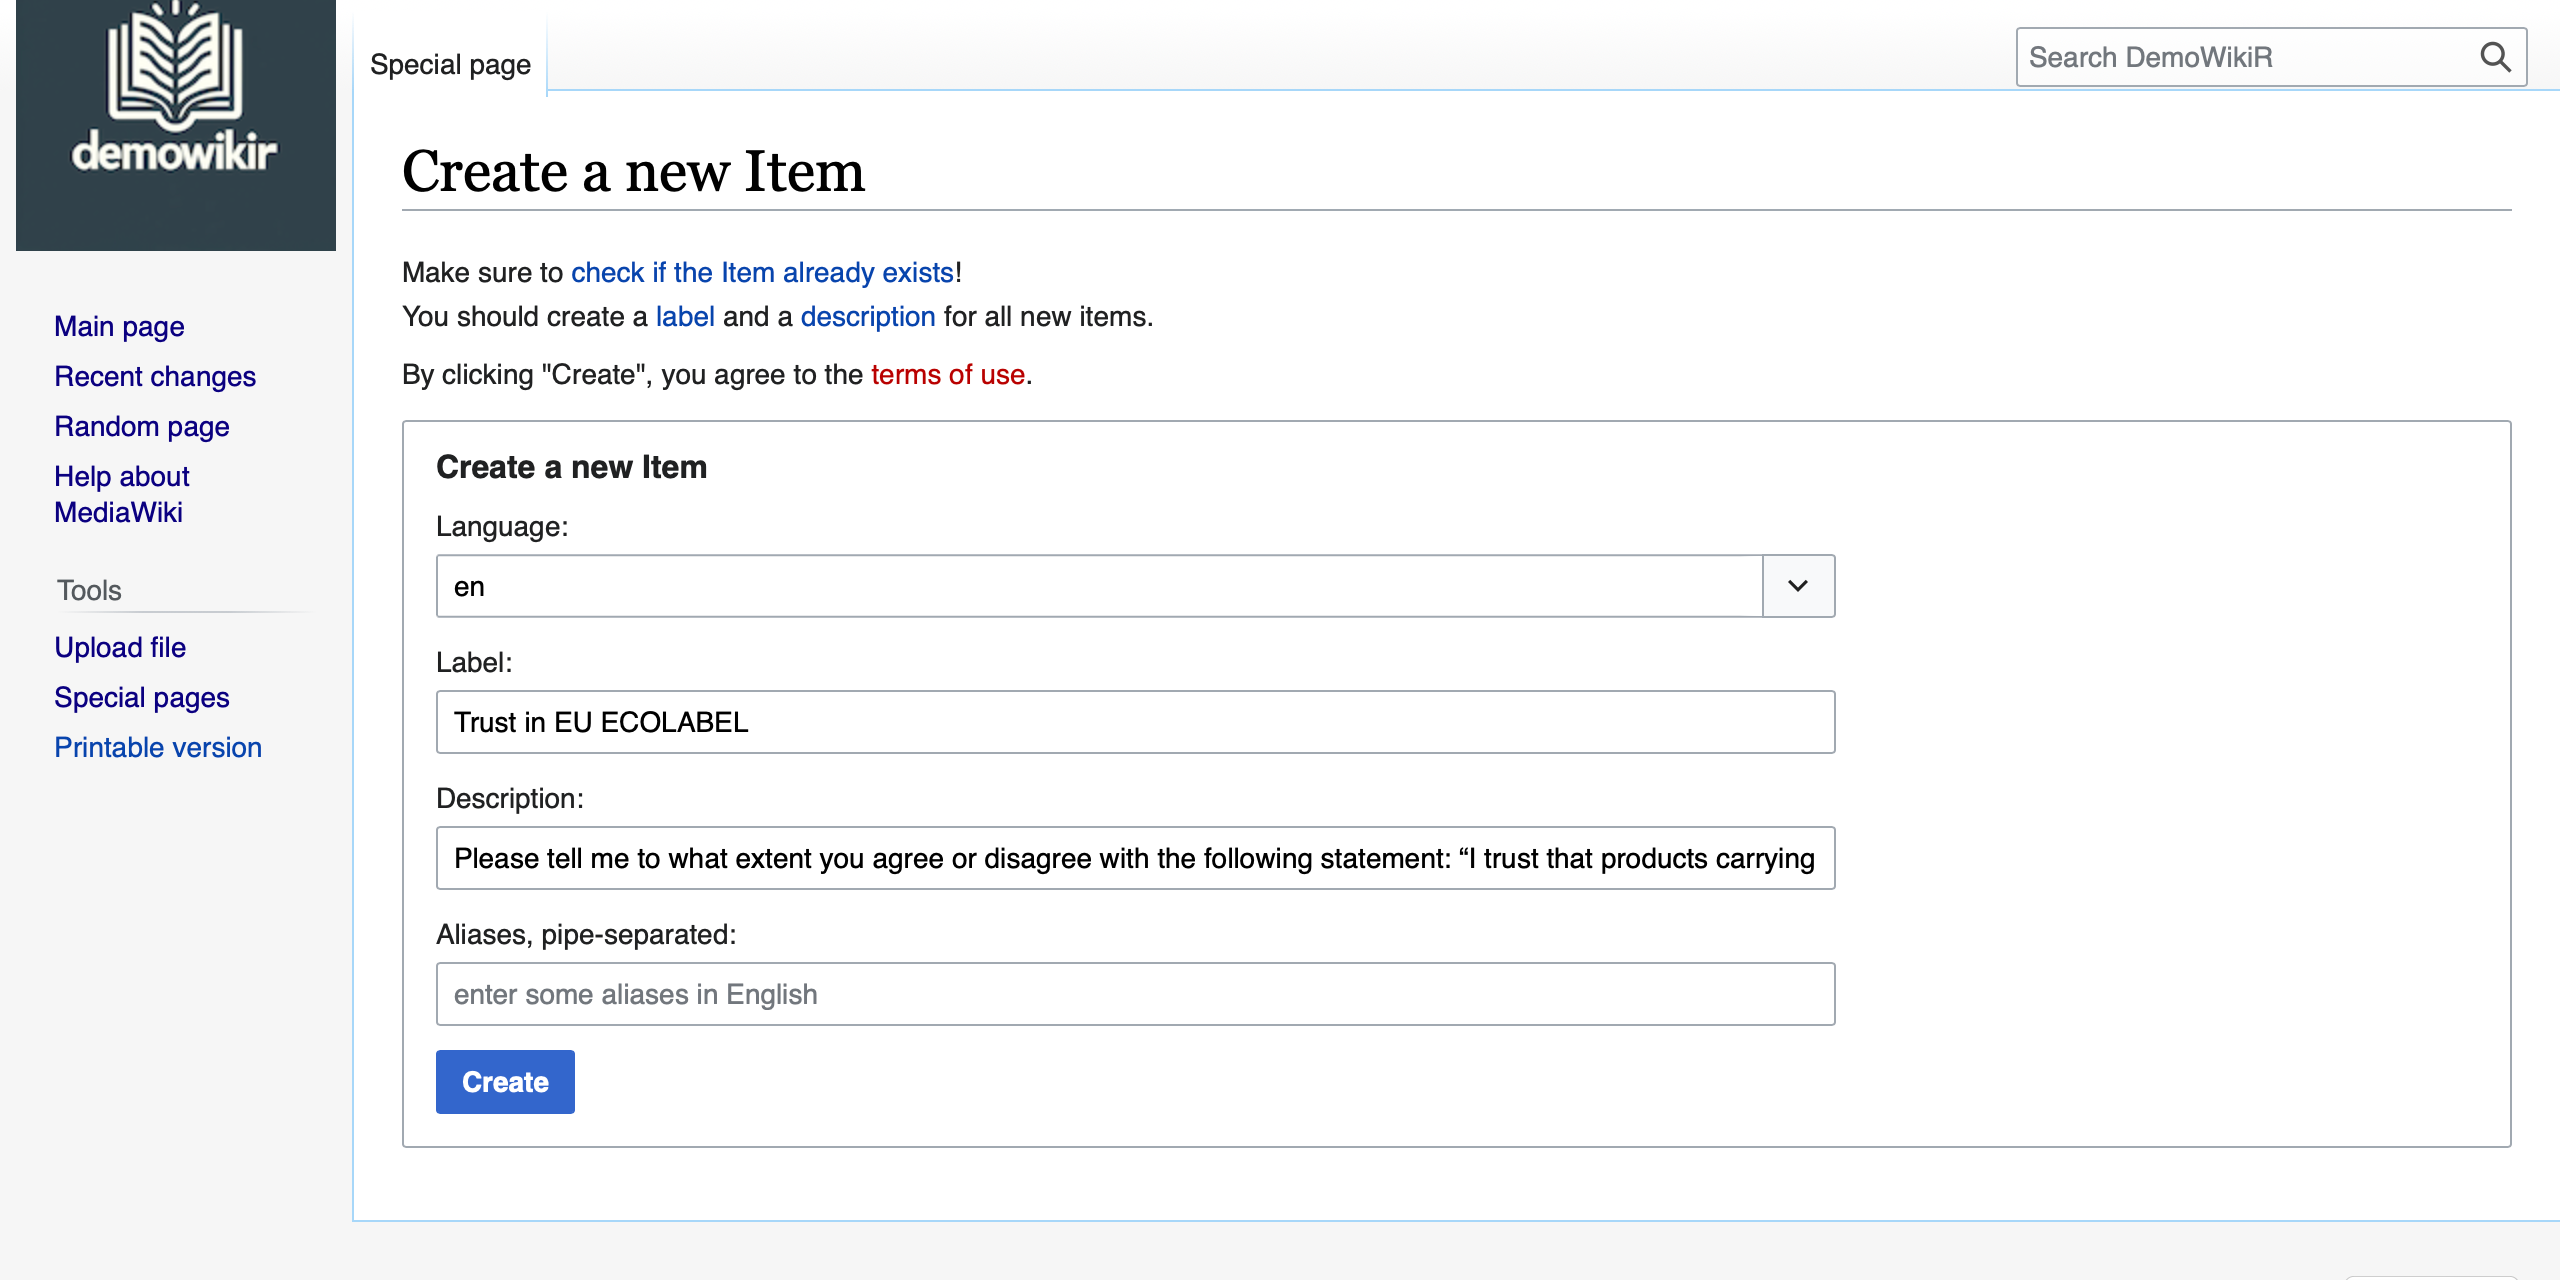 demowikir
Special page
Search DemoWikiR
Create a new Item
Make sure to check if the Item already exists!
You should create a label and a description for all new items.
By clicking "Create", you agree to the terms of use.
Main page
Recent changes
Random page
Help about
MediaWiki
Tools
Upload file
Special pages
Printable version
Create a new Item
Language:
en
Label:
Trust in EU ECOLABEL
Description:
Please tell me to what extent you agree or disagree with the following statement: “I trust that products carrying
Aliases, pipe-separated:
enter some aliases in English
Create